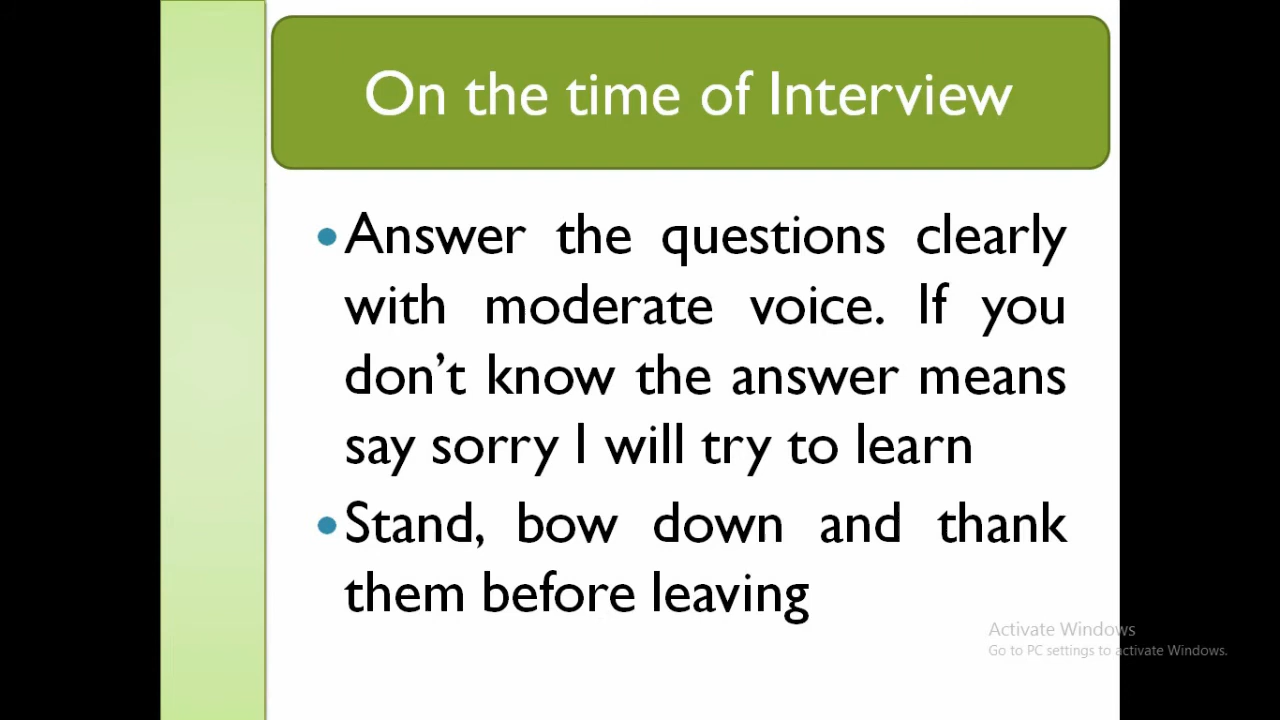 On the time of Interview
Answer the questions clearly
with moderate voice. If you
don't know the answer means
say sorry I will try to learn
Stand, bow down and thank
them before leaving
Activate Windows
Go to PC settings to activate Windows.